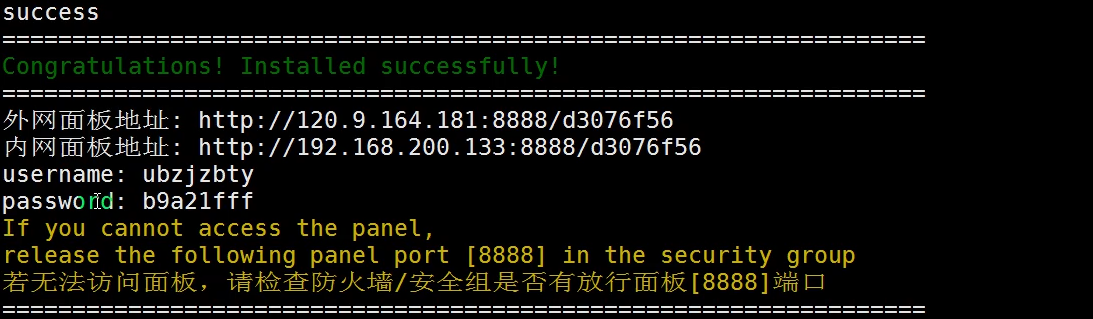 success
==================================================================
Congratulations! Installed successfully!
==================================================================
外网面板地址: http://120.9.164.181:8888/d3076f56
内网面板地址: http://192.168.200.133:8888/d3076f56
username: ubzjzbty
password: b9a21fff
If you cannot access the panel,
release the following panel port [8888] in the security group
若无法访问面板，请检查防火墙/安全组是否有放行面板[8888]端口
==================================================================